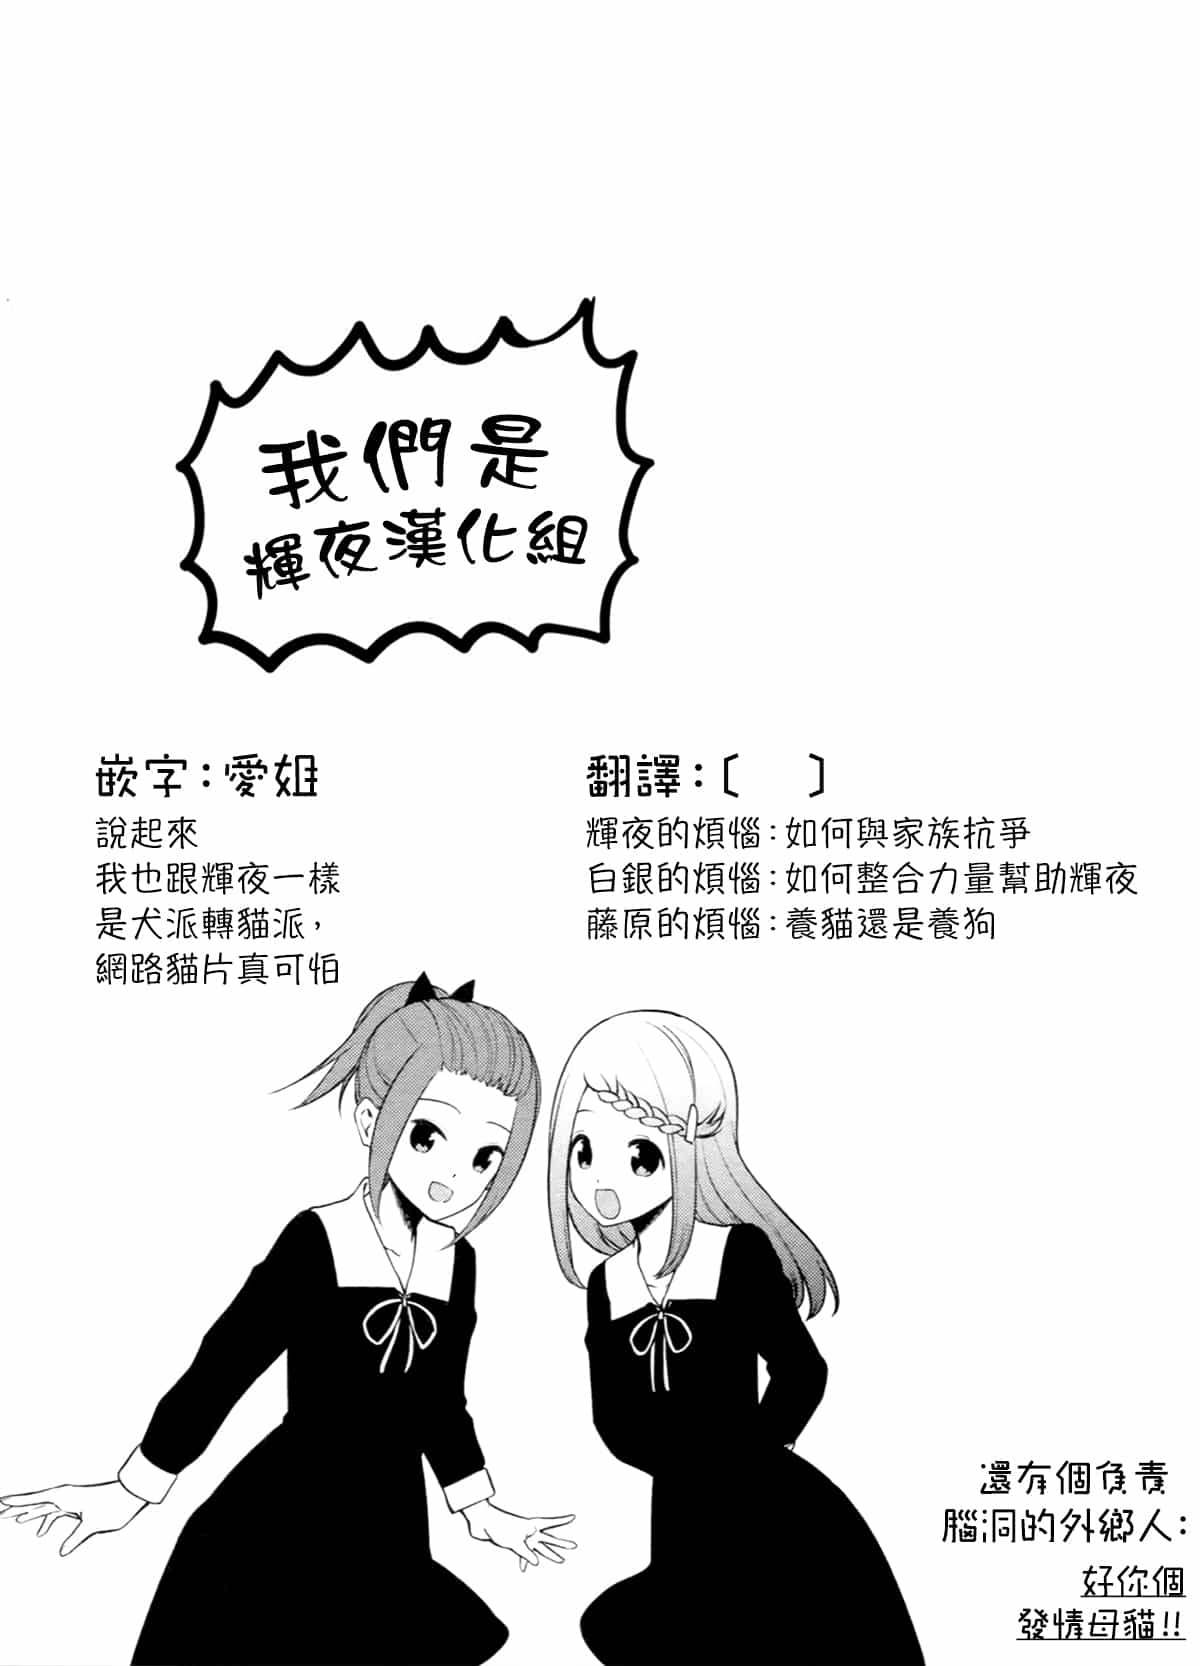 我們是
輝夜漢化組
嵌字：愛姐
說起來
我也跟輝夜一樣
是犬派轉貓派，
網路貓片真可怕
翻譯：〔　〕
輝夜的煩惱：如何與家族抗爭
白銀的煩惱：如何整合力量幫助輝夜
藤原的煩惱：養貓還是養狗
還有個負責
腦洞的外鄉人：
好你個
發情母貓!!